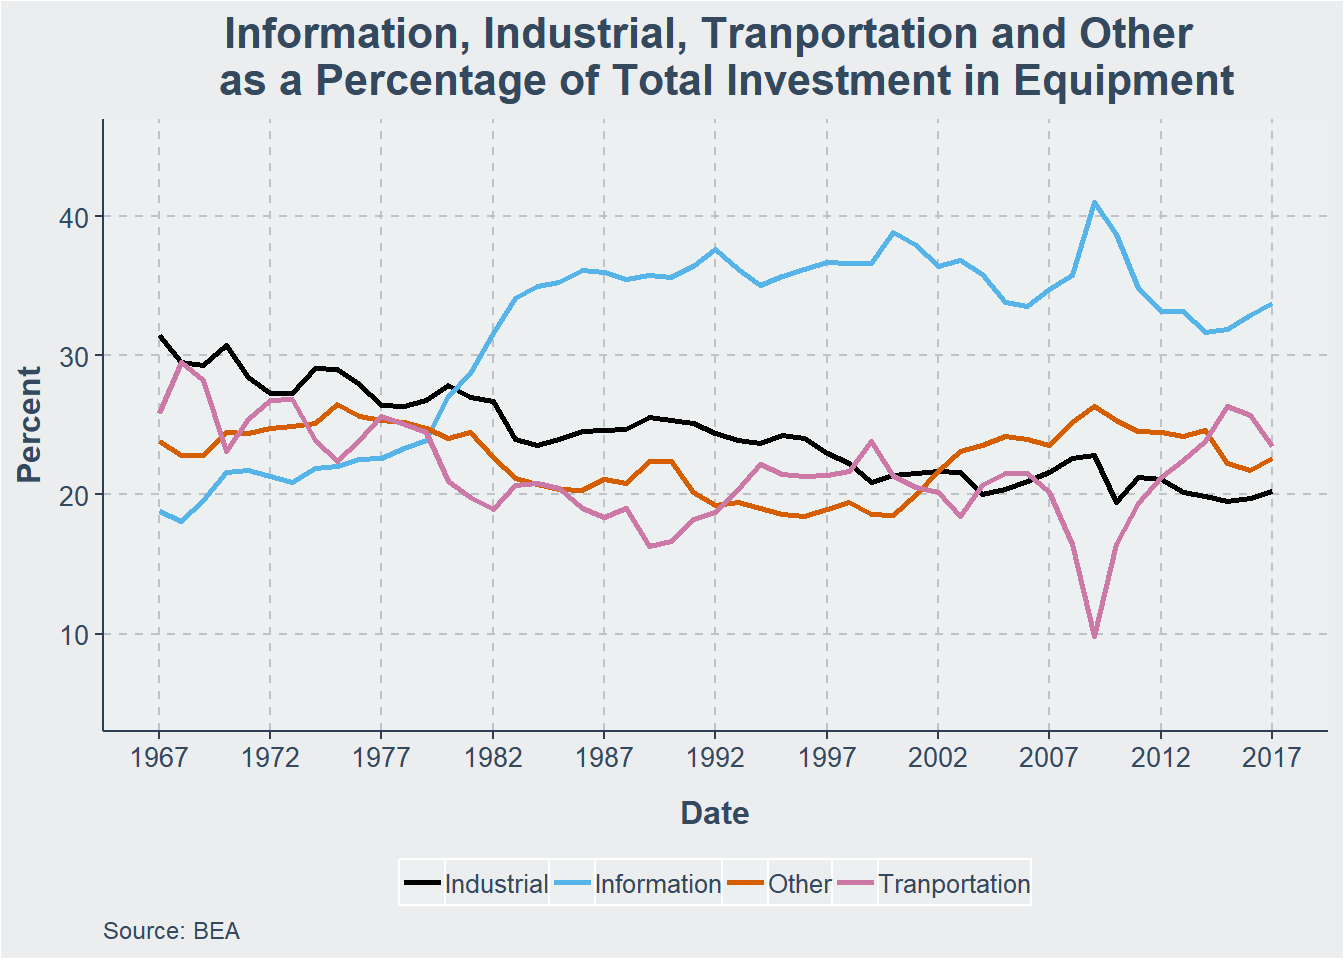 Information, Industrial, Tranportation and Other
as a Percentage of Total Investment in Equipment
Percent
40
30
20
10
1967 1972 1977 1982 1987 1992 1997 2002 2007 2012 2017
Date
Industrial Information Other Tranportation
Source: BEA